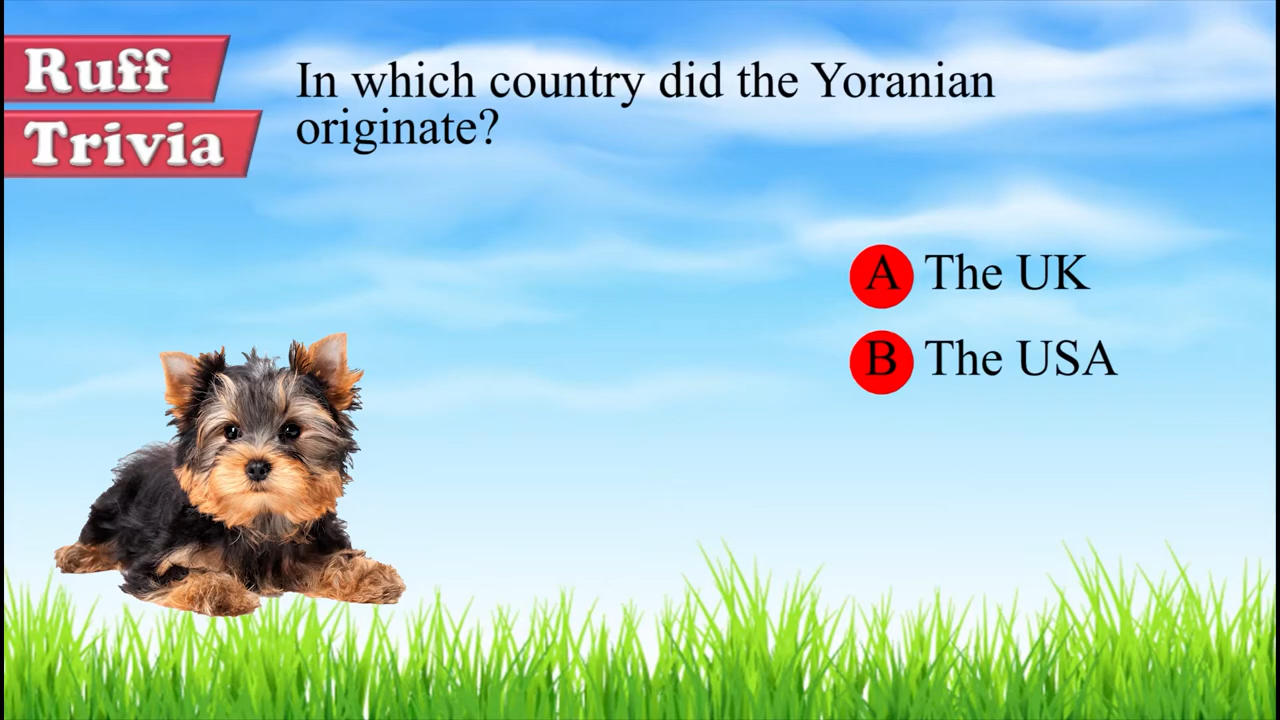 Ruff
Trivia
In which country did the Yoranian
originate?
A The UK
B The USA